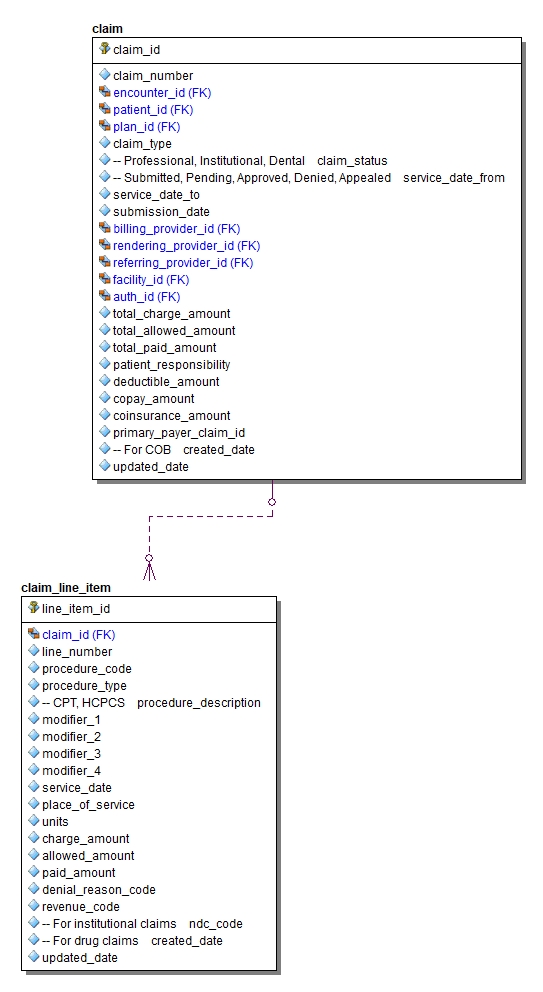 claim
claim_id
claim_number
encounter_id (FK)
patient_id (FK)
plan_id (FK)
claim_type
-- Professional, Institutional, Dental claim_status
-- Submitted, Pending, Approved, Denied, Appealed service_date_from
service_date_to
submission_date
billing_provider_id (FK)
rendering_provider_id (FK)
referring_provider_id (FK)
facility_id (FK)
auth_id (FK)
total_charge_amount
total_allowed_amount
total_paid_amount
patient_responsibility
deductible_amount
copay_amount
coinsurance_amount
primary_payer_claim_id
-- For COB created_date
updated_date
claim_line_item
line_item_id
claim_id (FK)
line_number
procedure_code
procedure_type
-- CPT, HCPCS procedure_description
modifier_1
modifier_2
modifier_3
modifier_4
service_date
place_of_service
units
charge_amount
allowed_amount
paid_amount
denial_reason_code
revenue_code
-- For institutional claims ndc_code
-- For drug claims created_date
updated_date